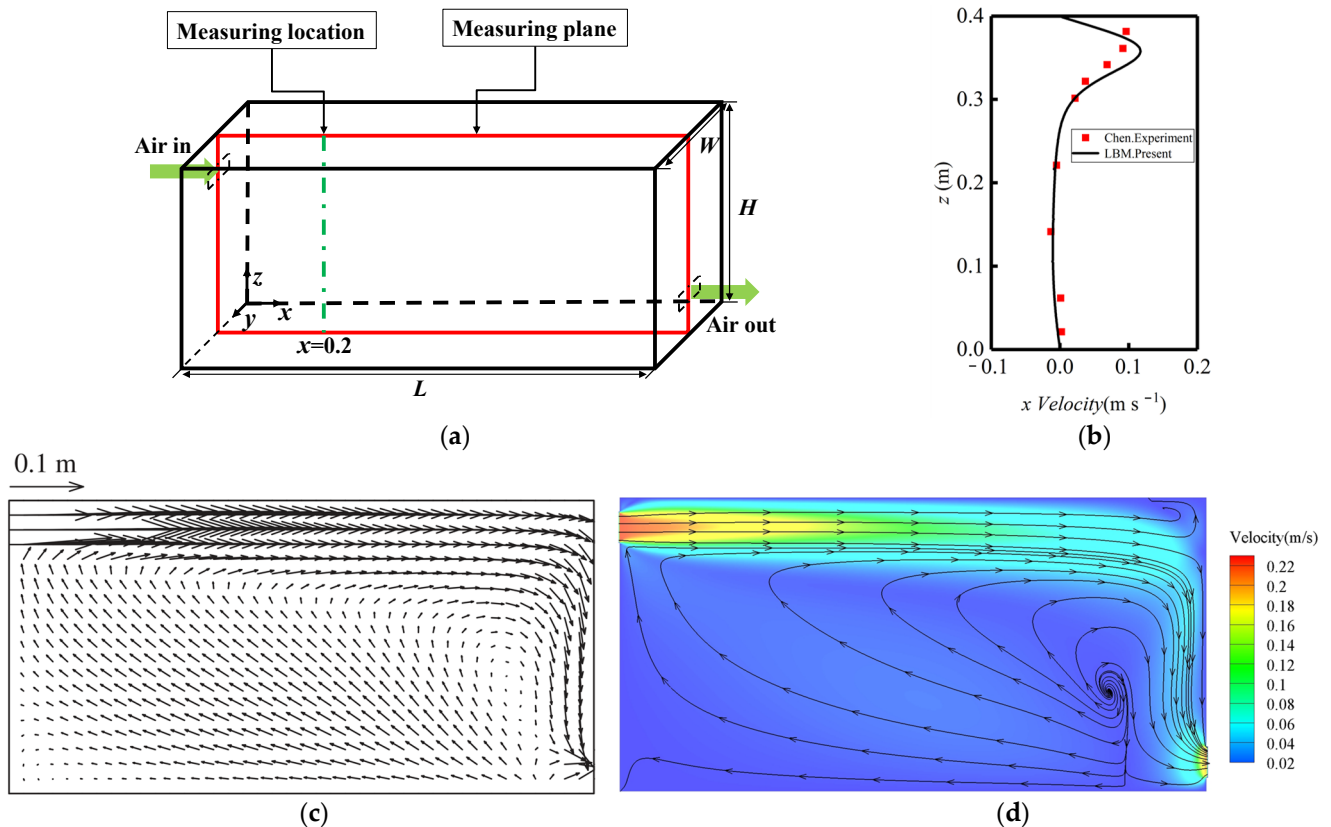 Measuring location
Measuring plane
Air in
W
H
z
x
y
Air out
x=0.2
L
(a)
0.4
0.3
0.2
0.1
0.0
z (m)
Chen.Experiment
LBM.Present
−0.1 0.0 0.1 0.2
x Velocity(m s⁻¹)
(b)
0.1 m
(c)
Velocity(m/s)
0.22
0.2
0.18
0.16
0.14
0.12
0.1
0.08
0.06
0.04
0.02
(d)